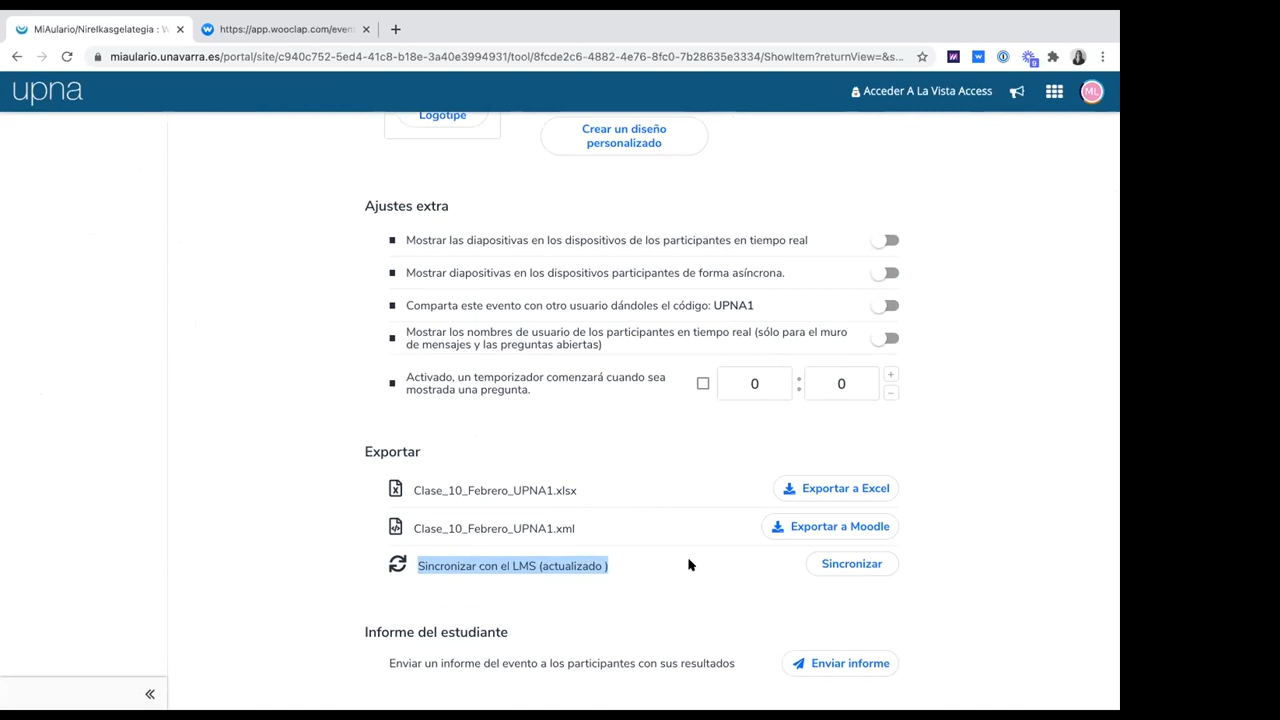 MiAulario/Nirelkasgelategia : W
https://app.wooclap.com/even
miaulario.unavarra.es/portal/site/c940c752-5ed4-41c8-b18e-3a40e3994931/tool/8fcde2c6-4882-4e76-8fc0-7b28635e3334/ShowItem?returnView=&s...
upna
Acceder A La Vista Access
ML
Logotipe
Crear un diseño
personalizado
Ajustes extra
Mostrar las diapositivas en los dispositivos de los participantes en tiempo real
Mostrar diapositivas en los dispositivos participantes de forma asíncrona.
Comparta este evento con otro usuario dándoles el código: UPNA1
Mostrar los nombres de usuario de los participantes en tiempo real (sólo para el muro
de mensajes y las preguntas abiertas)
Activado, un temporizador comenzará cuando sea
mostrada una pregunta.
0 : 0
Exportar
Clase_10_Febrero_UPNA1.xlsx
Exportar a Excel
Clase_10_Febrero_UPNA1.xml
Exportar a Moodle
Sincronizar con el LMS (actualizado )
Sincronizar
Informe del estudiante
Enviar un informe del evento a los participantes con sus resultados
Enviar informe